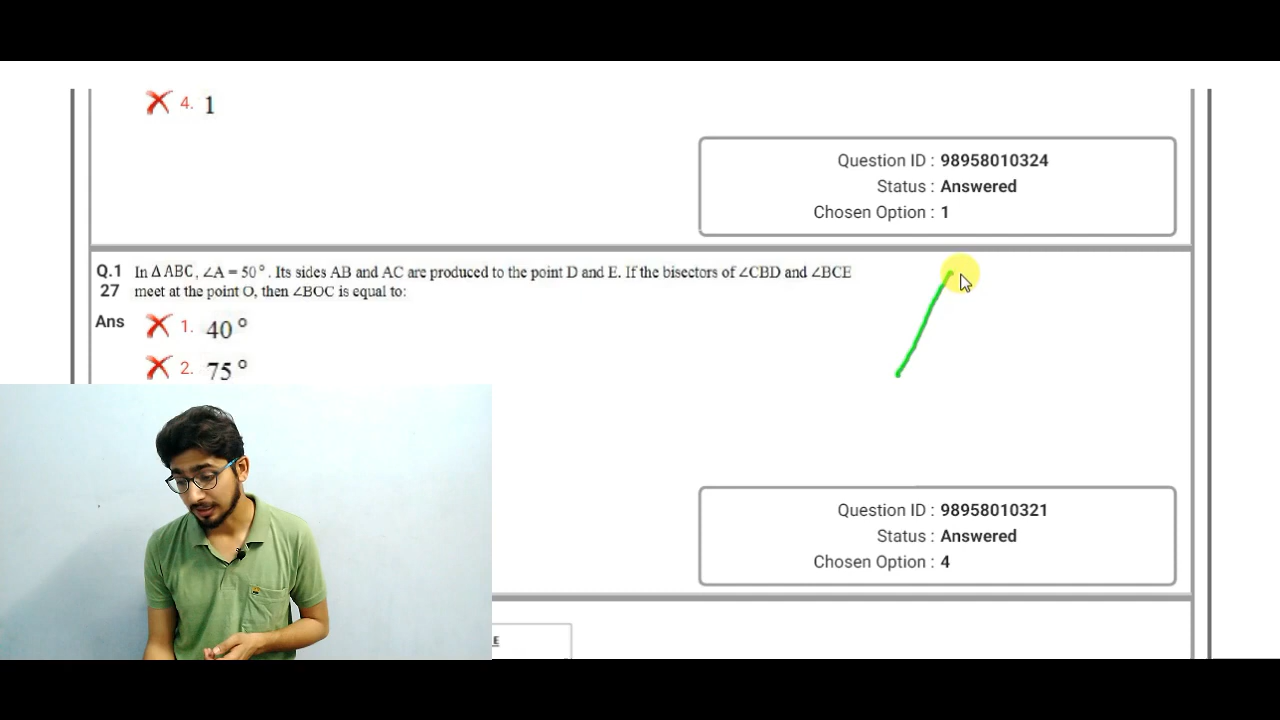 4. 1
Question ID : 98958010324
Status : Answered
Chosen Option : 1
Q.1 In Δ ABC, ∠A = 50°. Its sides AB and AC are produced to the point D and E. If the bisectors of ∠CBD and ∠BCE
27 meet at the point O, then ∠BOC is equal to:
Ans 1. 40°
2. 75°
Question ID : 98958010321
Status : Answered
Chosen Option : 4
E